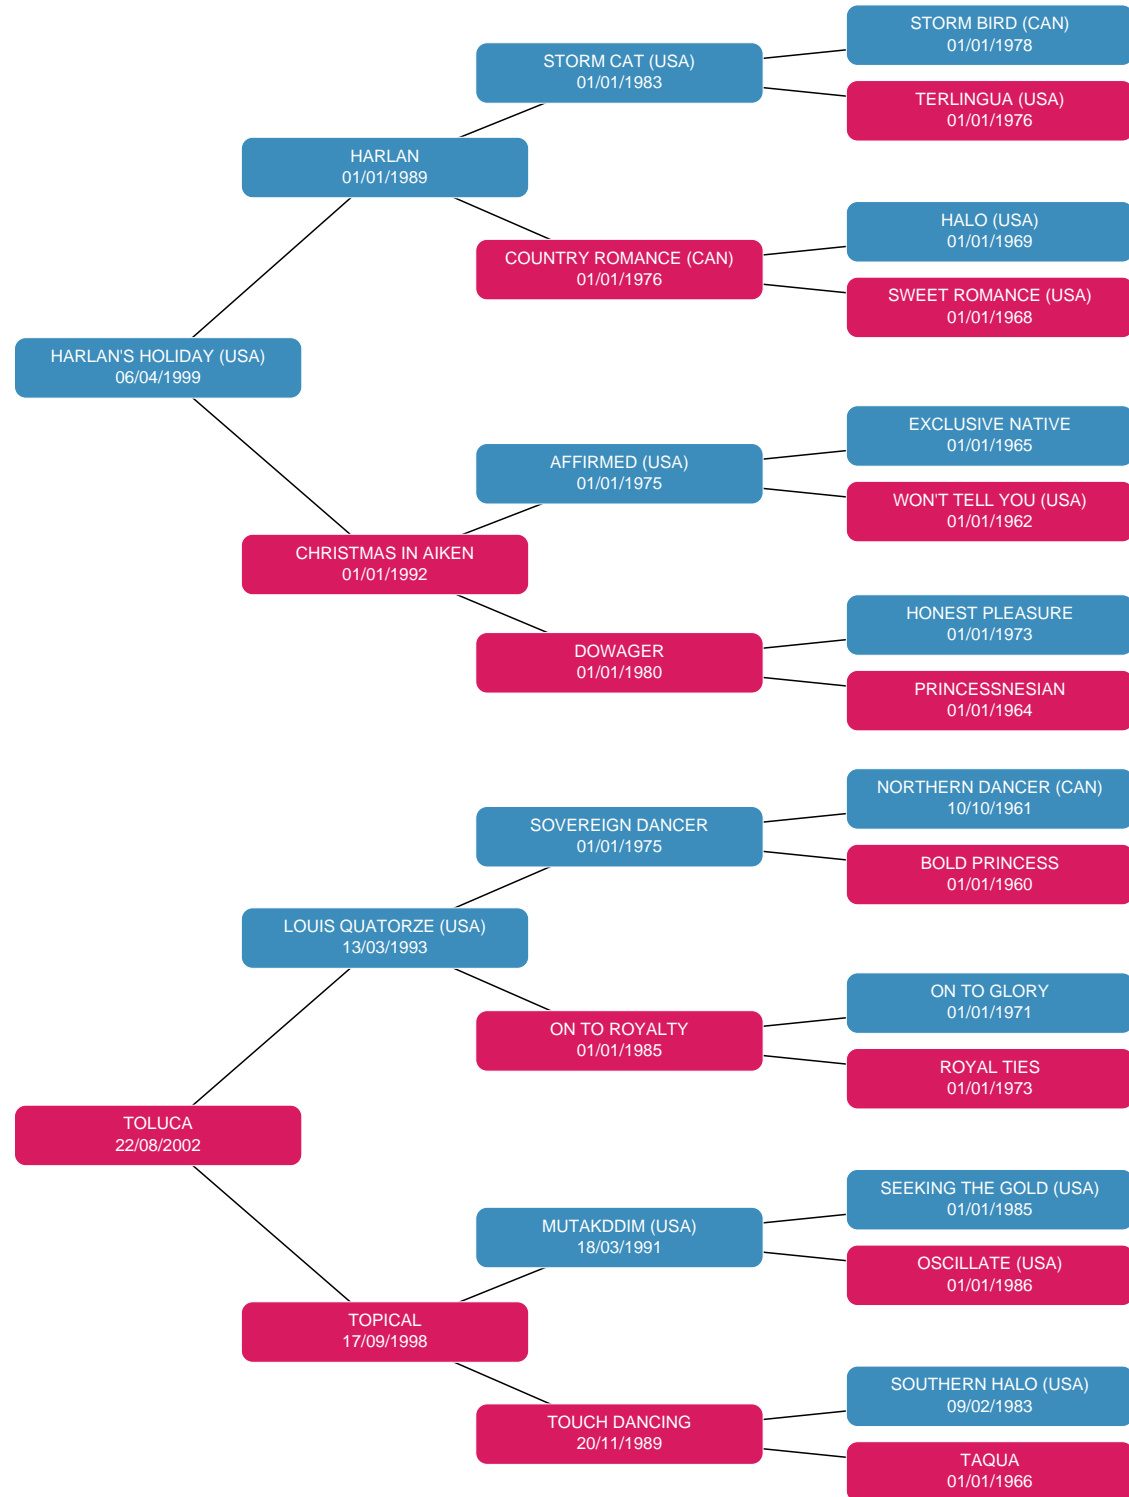 STORM BIRD (CAN)
01/01/1978
STORM CAT (USA)
01/01/1983
TERLINGUA (USA)
01/01/1976
HARLAN
01/01/1989
HALO (USA)
01/01/1969
COUNTRY ROMANCE (CAN)
01/01/1976
SWEET ROMANCE (USA)
01/01/1968
HARLAN'S HOLIDAY (USA)
06/04/1999
EXCLUSIVE NATIVE
01/01/1965
AFFIRMED (USA)
01/01/1975
WON'T TELL YOU (USA)
01/01/1962
CHRISTMAS IN AIKEN
01/01/1992
HONEST PLEASURE
01/01/1973
DOWAGER
01/01/1980
PRINCESSNESIAN
01/01/1964
NORTHERN DANCER (CAN)
10/10/1961
SOVEREIGN DANCER
01/01/1975
BOLD PRINCESS
01/01/1960
LOUIS QUATORZE (USA)
13/03/1993
ON TO GLORY
01/01/1971
ON TO ROYALTY
01/01/1985
ROYAL TIES
01/01/1973
TOLUCA
22/08/2002
SEEKING THE GOLD (USA)
01/01/1985
MUTAKDDIM (USA)
18/03/1991
OSCILLATE (USA)
01/01/1986
TOPICAL
17/09/1998
SOUTHERN HALO (USA)
09/02/1983
TOUCH DANCING
20/11/1989
TAQUA
01/01/1966